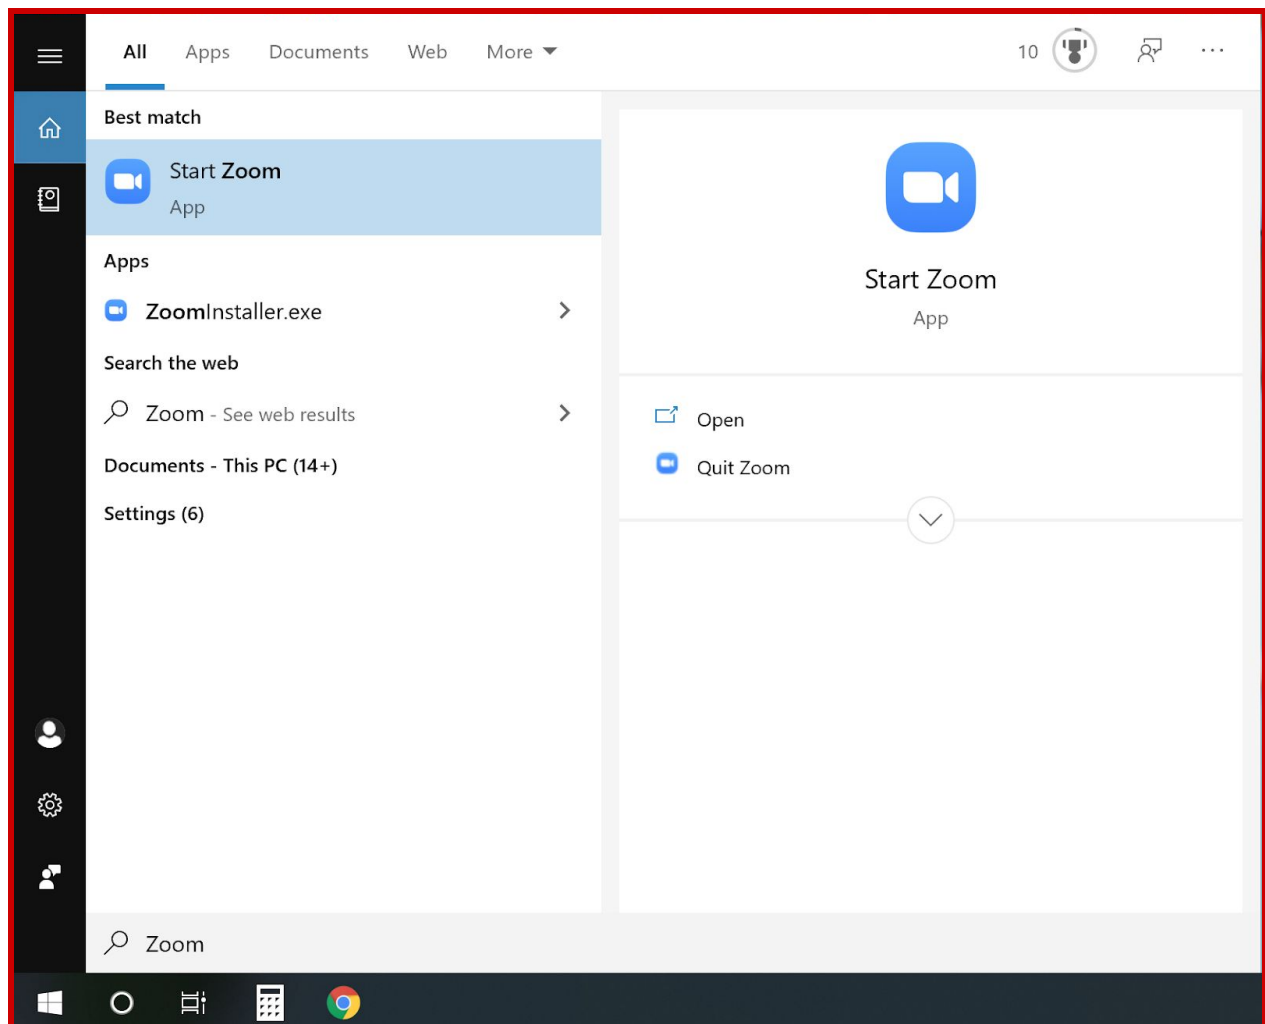 All Apps Documents Web More 10
Best match
Start Zoom
App
Apps
ZoomInstaller.exe
Search the web
Zoom - See web results
Documents - This PC (14+)
Settings (6)
Start Zoom
App
Open
Quit Zoom
Zoom